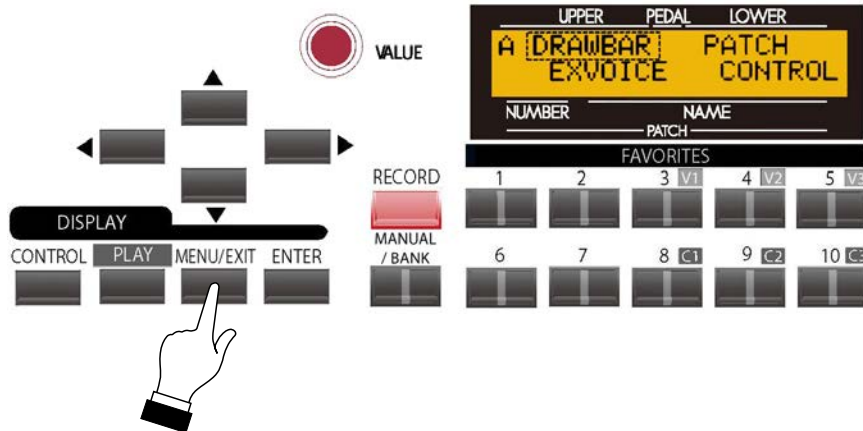 VALUE
UPPER PEDAL LOWER
A DRAWBAR PATCH
EXVOICE CONTROL
NUMBER NAME
PATCH
FAVORITES
RECORD 1 2 3 V1 4 V2 5 V3
DISPLAY
CONTROL PLAY MENU/EXIT ENTER
MANUAL
/ BANK
6 7 8 C1 9 C2 10 C3